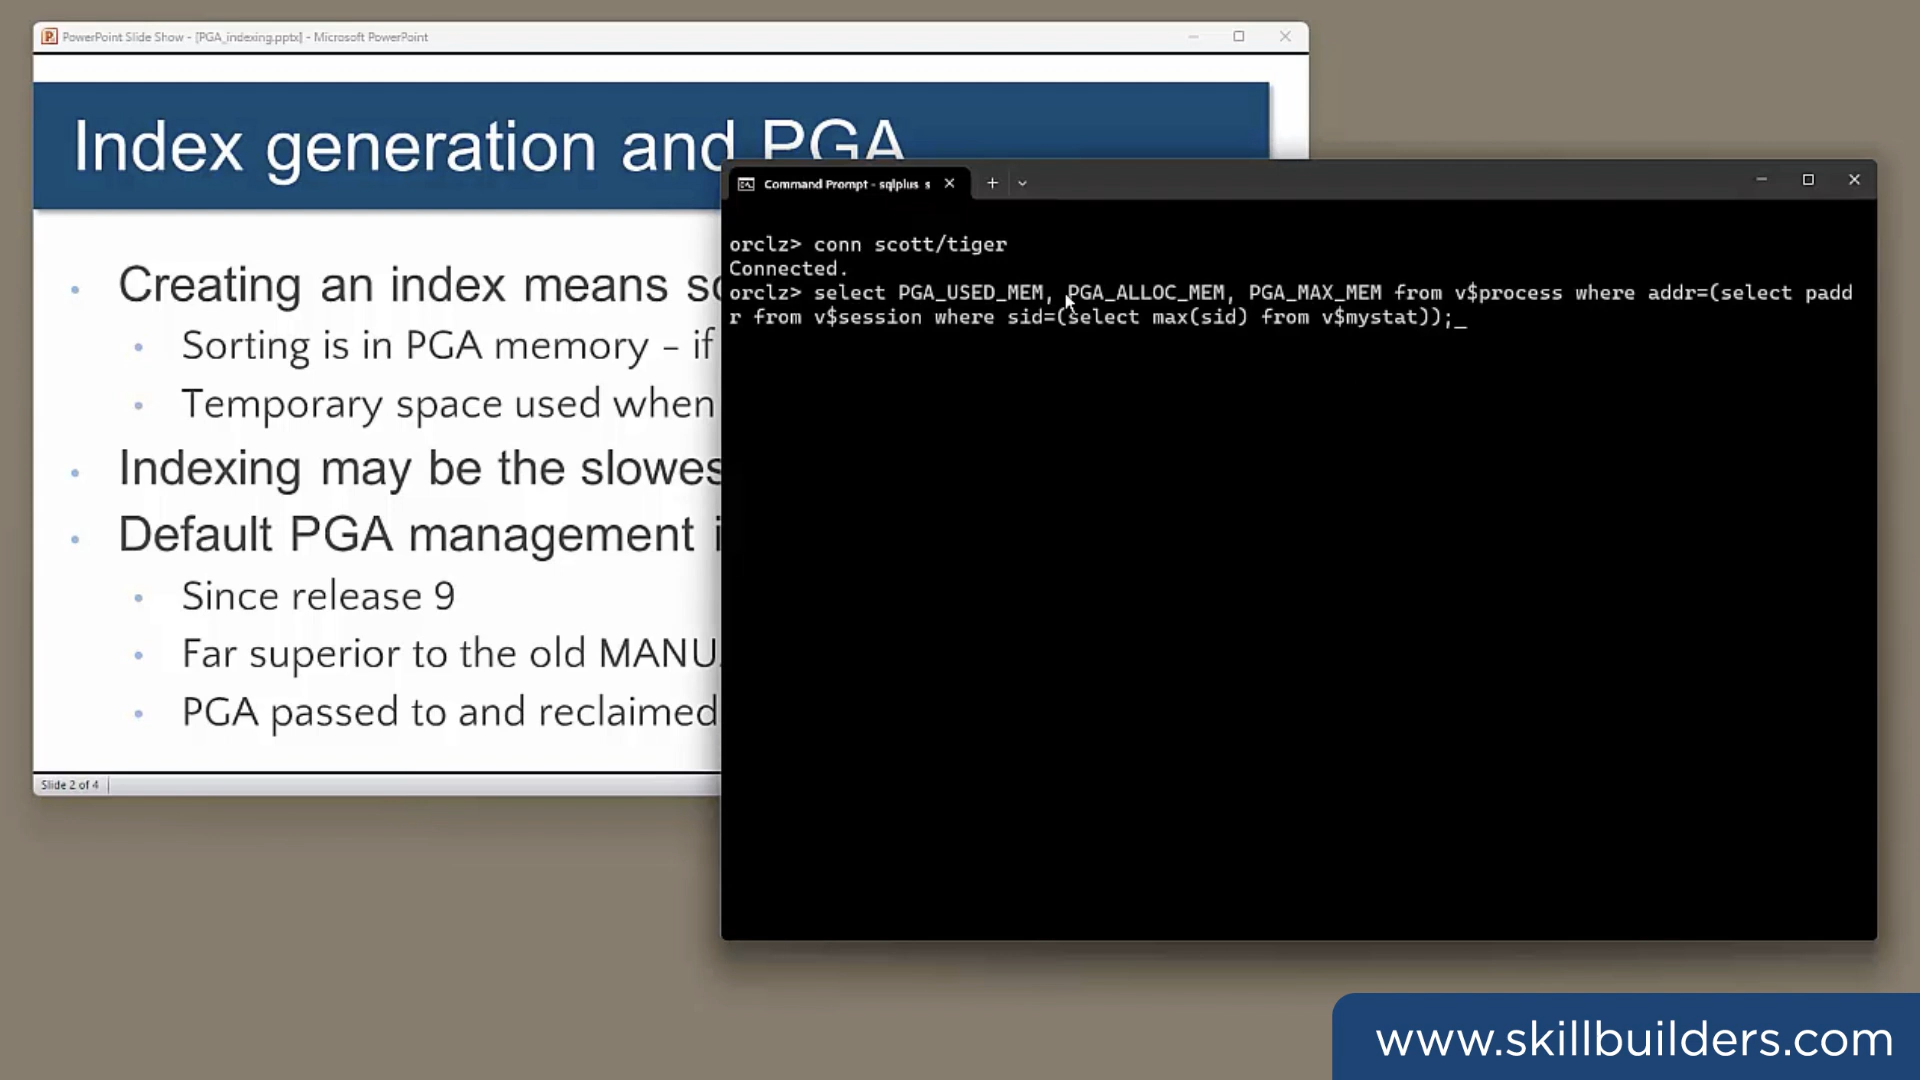 PowerPoint Slide Show - [PGA_indexing.pptx] - Microsoft PowerPoint
Index generation and PGA
Creating an index means so
Sorting is in PGA memory – if
Temporary space used when
Indexing may be the slowes
Default PGA management i
Since release 9
Far superior to the old MANU
PGA passed to and reclaimed
Slide 2 of 4
Command Prompt - sqlplus s
orclz> conn scott/tiger
Connected.
orclz> select PGA_USED_MEM, PGA_ALLOC_MEM, PGA_MAX_MEM from v$process where addr=(select padd
r from v$session where sid=(select max(sid) from v$mystat));_
www.skillbuilders.com